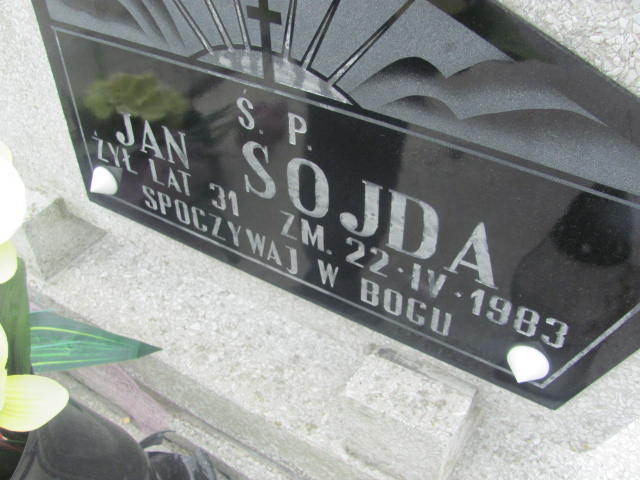 Ś. P.
JAN SOJDA
ŻYŁ LAT 31 ZM. 22·IV·1983
SPOCZYWAJ W BOGU